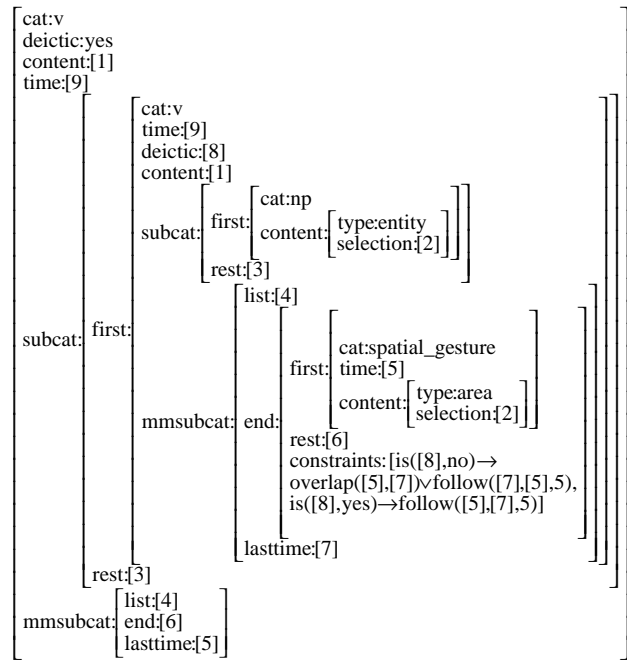 cat:v
deictic:yes
content:[1]
time:[9]
cat:v
time:[9]
deictic:[8]
content:[1]
cat:np
subcat: first: content: type:entity
selection:[2]
rest:[3]
list:[4]
subcat: first:
cat:spatial_gesture
first: time:[5]
content: type:area
selection:[2]
mmsubcat: end:
rest:[6]
constraints: [is([8],no)→
overlap([5],[7])∨follow([7],[5],5),
is([8],yes)→follow([5],[7],5)]
lasttime:[7]
rest:[3]
list:[4]
mmsubcat: end:[6]
lasttime:[5]